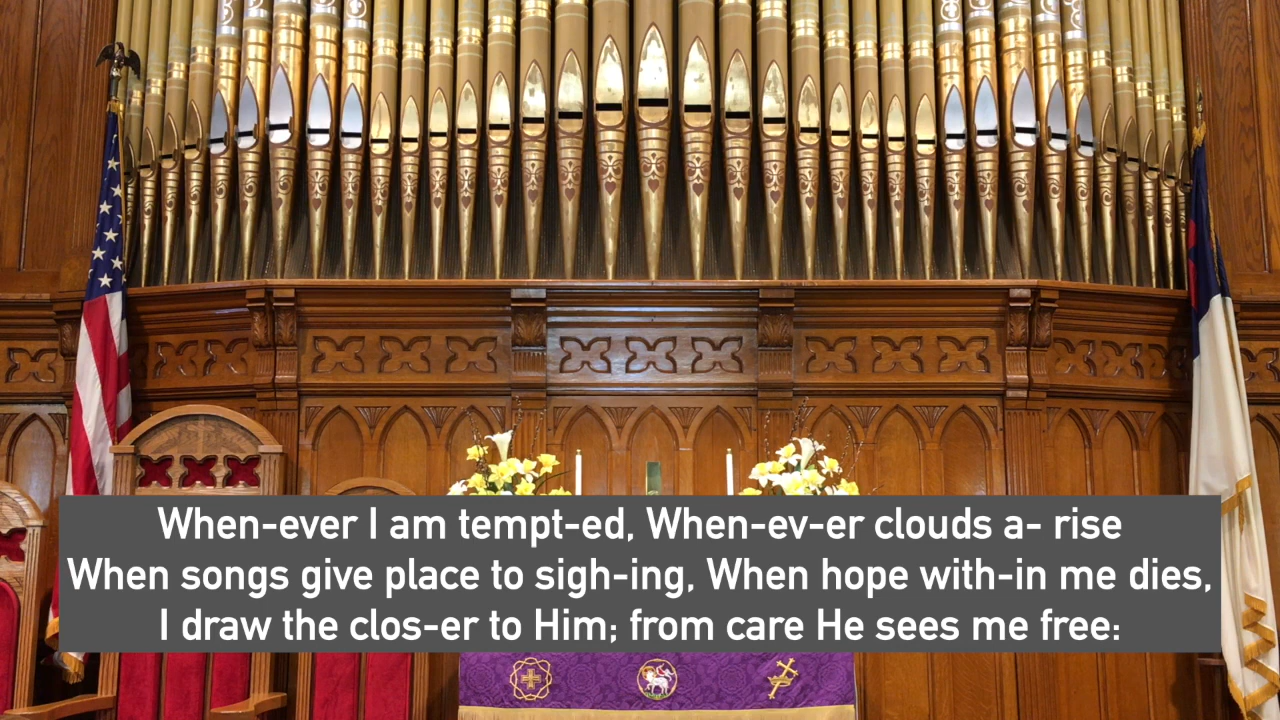 When-ever I am tempt-ed, When-ev-er clouds a- rise
When songs give place to sigh-ing, When hope with-in me dies,
I draw the clos-er to Him; from care He sees me free: